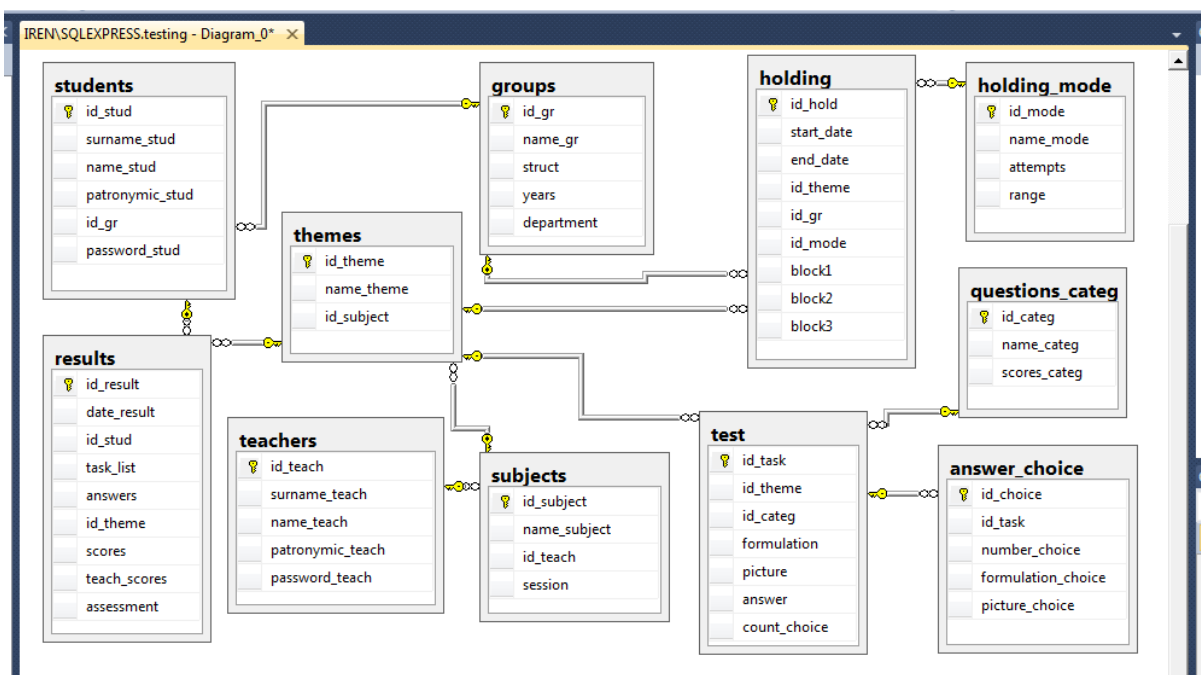 IREN\SQLEXPRESS.testing - Diagram_0*
students
id_stud
surname_stud
name_stud
patronymic_stud
id_gr
password_stud
groups
id_gr
name_gr
struct
years
department
holding
id_hold
start_date
end_date
id_theme
id_gr
id_mode
block1
block2
block3
holding_mode
id_mode
name_mode
attempts
range
themes
id_theme
name_theme
id_subject
questions_categ
id_categ
name_categ
scores_categ
results
id_result
date_result
id_stud
task_list
answers
id_theme
scores
teach_scores
assessment
teachers
id_teach
surname_teach
name_teach
patronymic_teach
password_teach
subjects
id_subject
name_subject
id_teach
session
test
id_task
id_theme
id_categ
formulation
picture
answer
count_choice
answer_choice
id_choice
id_task
number_choice
formulation_choice
picture_choice